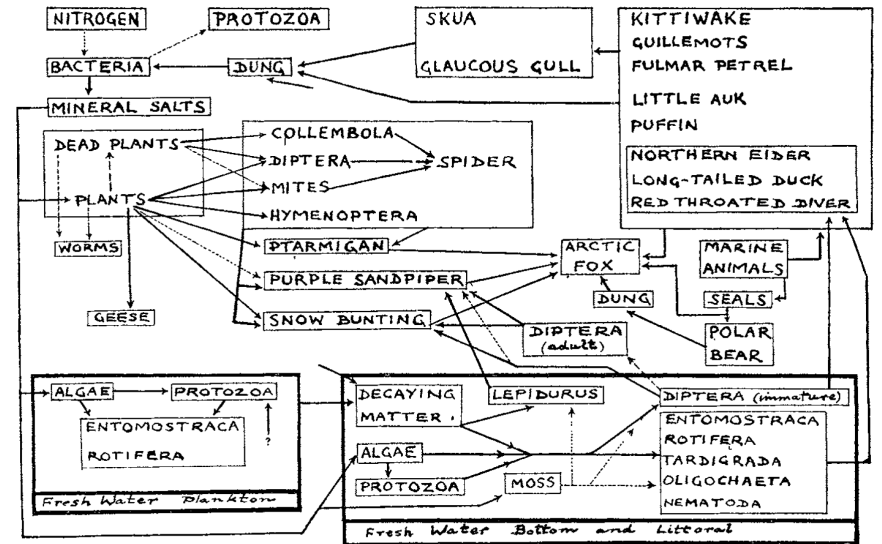 NITROGEN
PROTOZOA
SKUA
GLAUCOUS GULL
KITTIWAKE
GUILLEMOTS
FULMAR PETREL
LITTLE AUK
PUFFIN
NORTHERN EIDER
LONG-TAILED DUCK
RED THROATED DIVER
BACTERIA
DUNG
MINERAL SALTS
DEAD PLANTS
PLANTS
COLLEMBOLA
DIPTERA
MITES
HYMENOPTERA
SPIDER
WORMS
GEESE
PTARMIGAN
PURPLE SANDPIPER
SNOW BUNTING
ARCTIC
FOX
MARINE
ANIMALS
DUNG
SEALS
POLAR
BEAR
DIPTERA
(adult)
ALGAE
PROTOZOA
ENTOMOSTRACA
ROTIFERA
?
Fresh Water Plankton
DECAYING
MATTER.
LEPIDURUS
DIPTERA (immature)
ALGAE
PROTOZOA
MOSS
ENTOMOSTRACA
ROTIFERA
TARDIGRADA
OLIGOCHAETA
NEMATODA
Fresh Water Bottom and Littoral